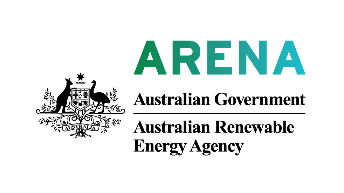 ARENA
Australian Government
Australian Renewable
Energy Agency